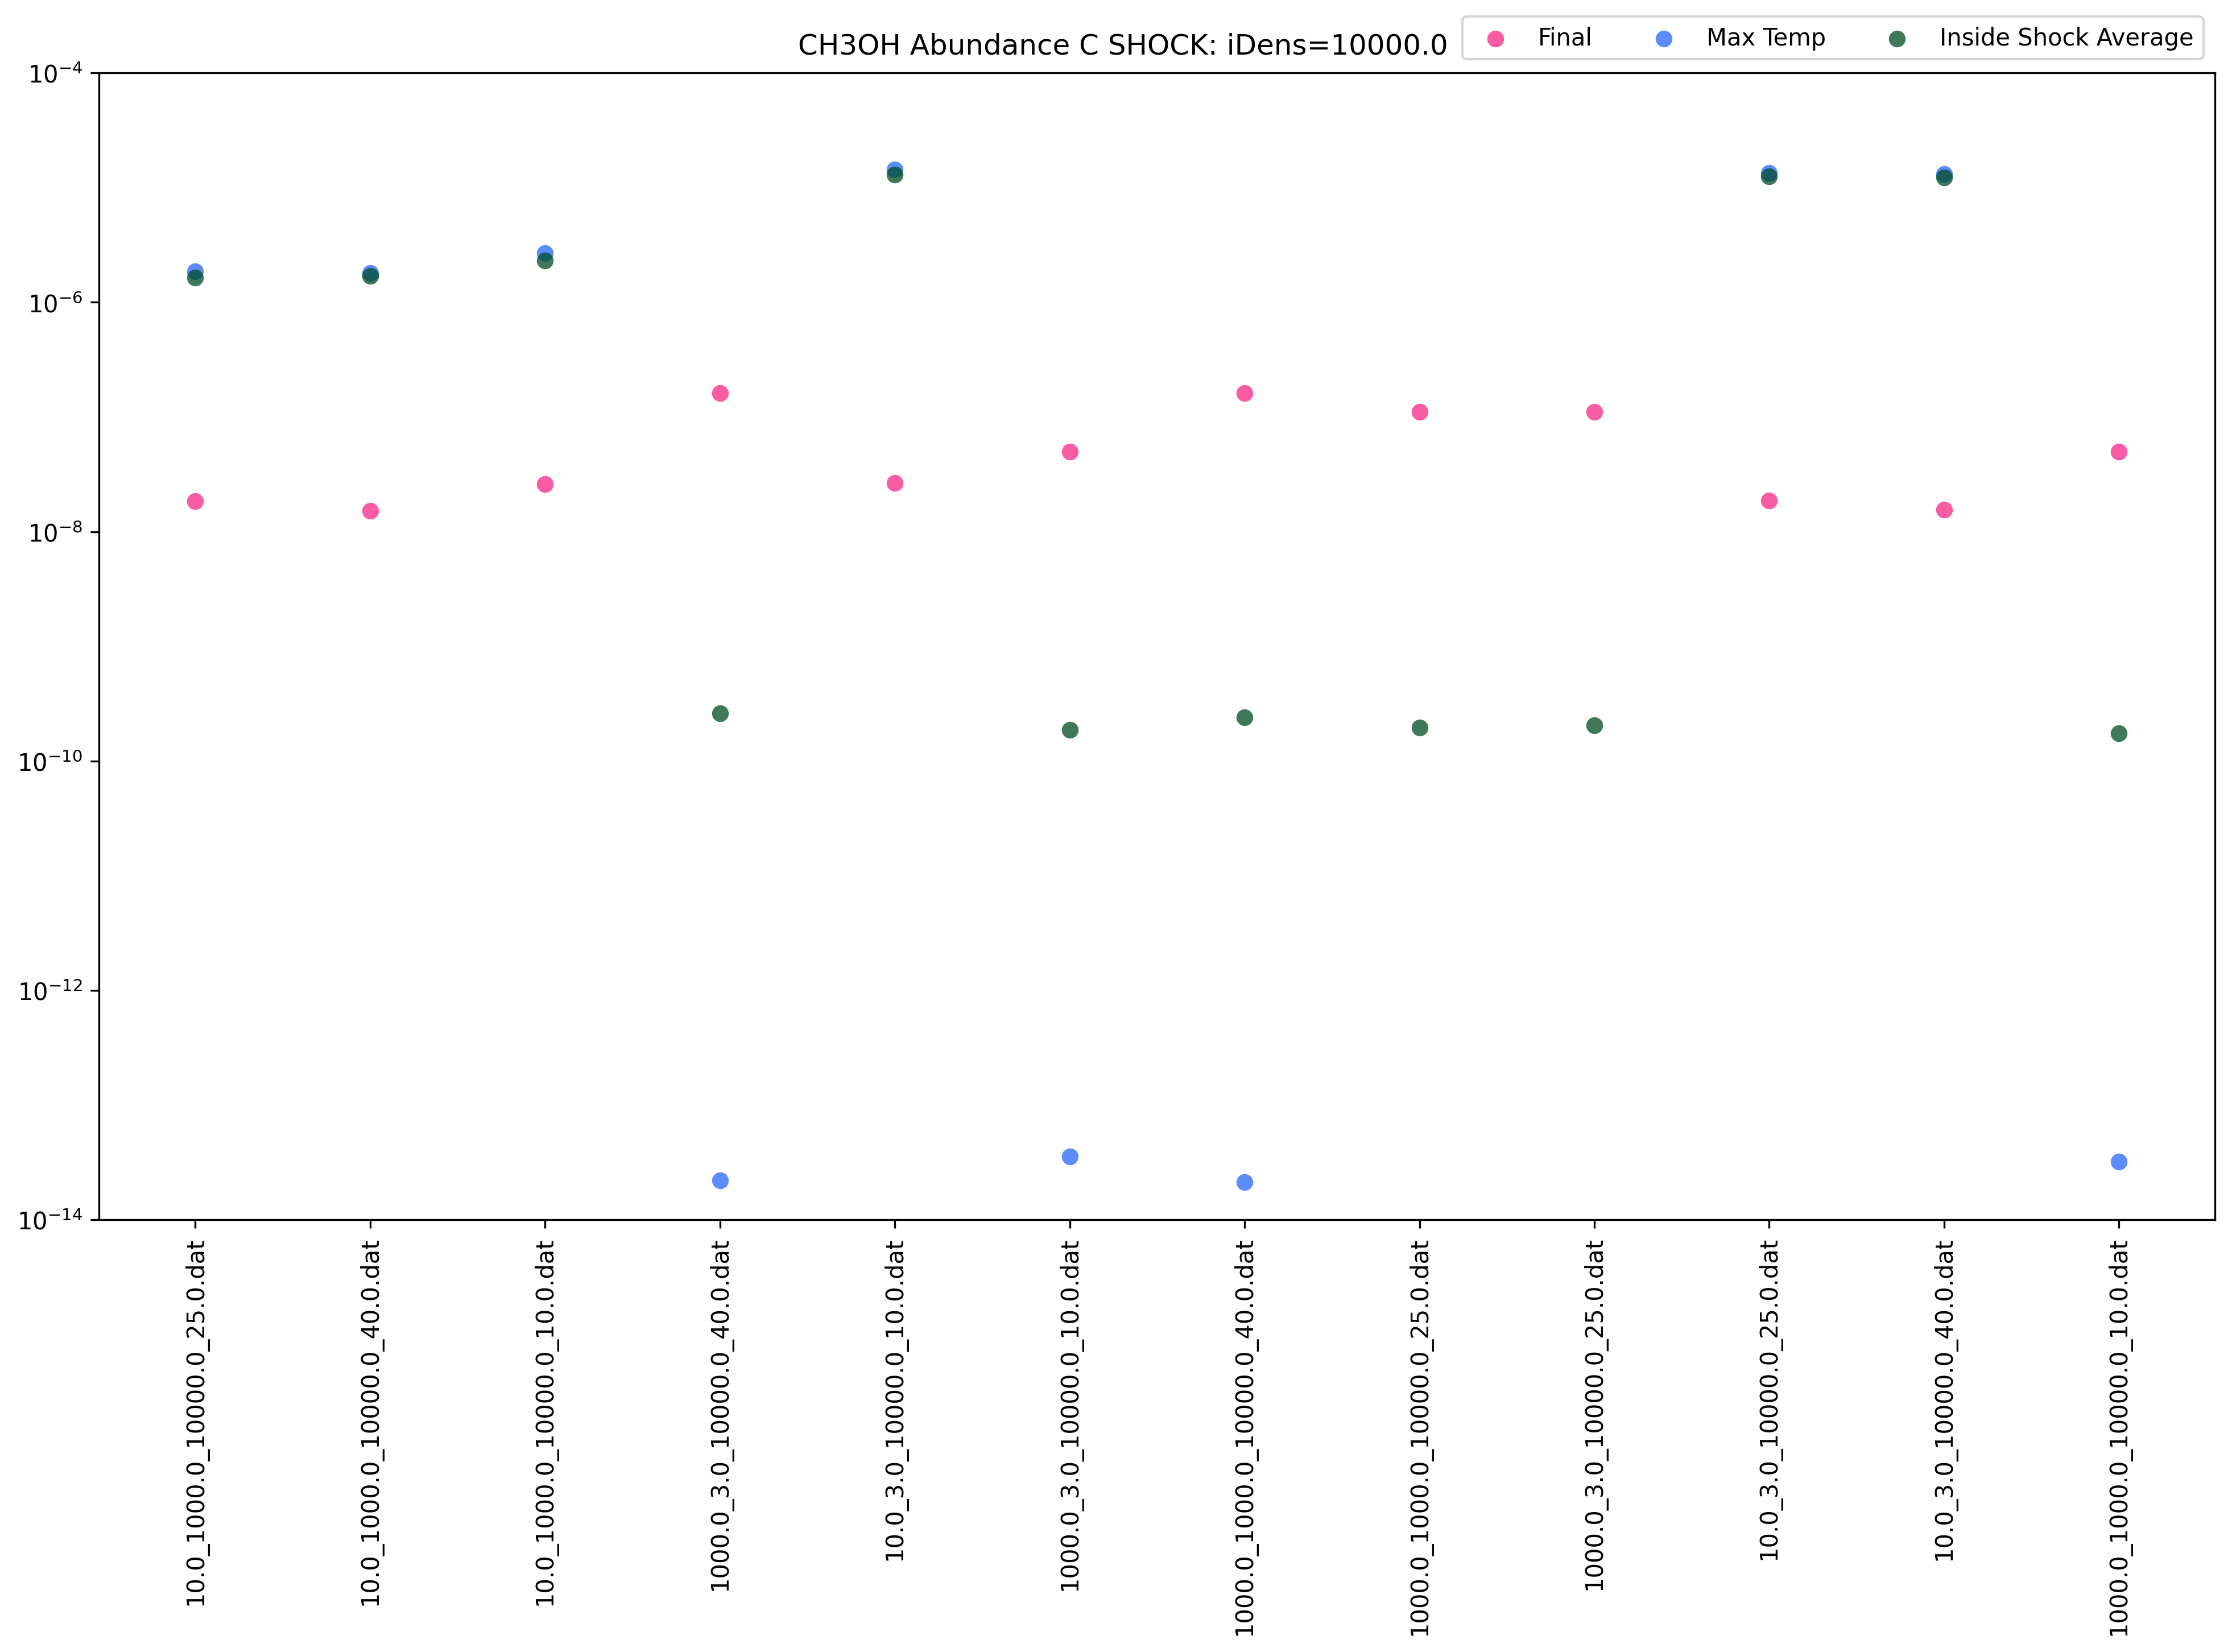 CH3OH Abundance C SHOCK: iDens=10000.0
Final
Max Temp
Inside Shock Average
10⁻⁴
10⁻⁶
10⁻⁸
10⁻¹⁰
10⁻¹²
10⁻¹⁴
10.0_1000.0_10000.0_25.0.dat
10.0_1000.0_10000.0_40.0.dat
10.0_1000.0_10000.0_10.0.dat
1000.0_3.0_10000.0_40.0.dat
10.0_3.0_10000.0_10.0.dat
1000.0_3.0_10000.0_10.0.dat
1000.0_1000.0_10000.0_40.0.dat
1000.0_1000.0_10000.0_25.0.dat
1000.0_3.0_10000.0_25.0.dat
10.0_3.0_10000.0_25.0.dat
10.0_3.0_10000.0_40.0.dat
1000.0_1000.0_10000.0_10.0.dat